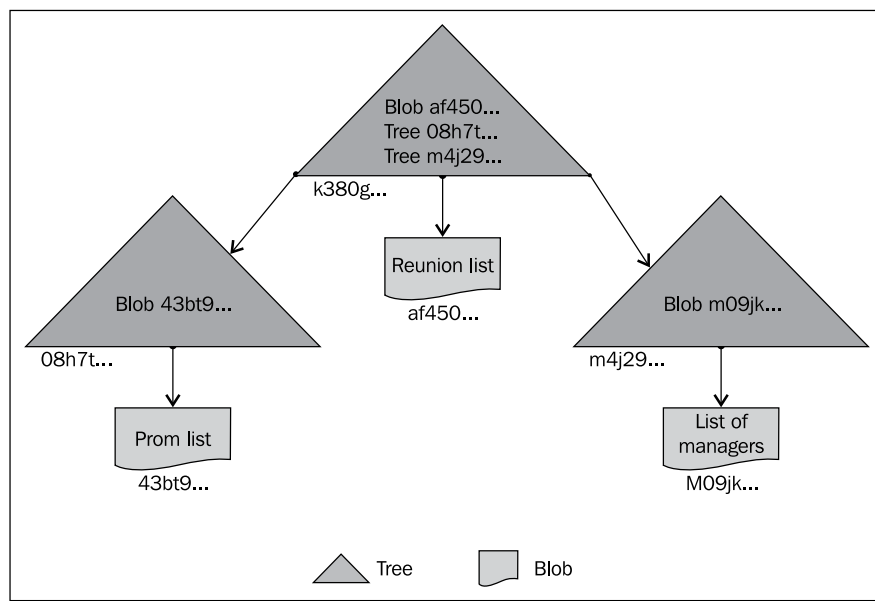 Blob af450...
Tree 08h7t...
Tree m4j29...
k380g...
Reunion list
af450...
Blob 43bt9...
08h7t...
Blob m09jk...
m4j29...
Prom list
43bt9...
List of
managers
M09jk...
Tree
Blob